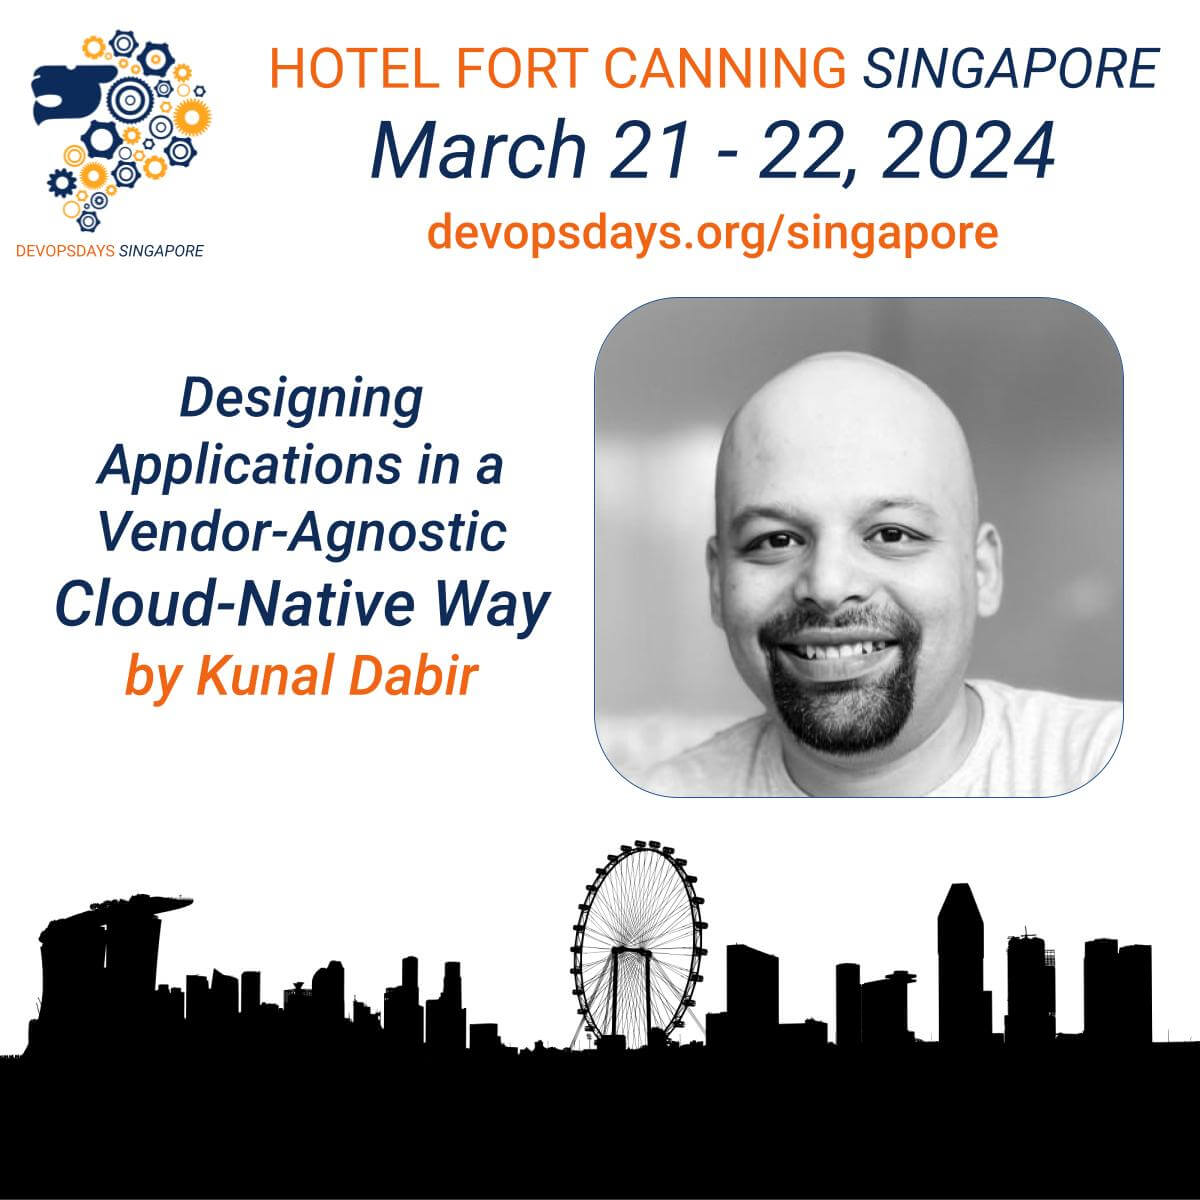 HOTEL FORT CANNING SINGAPORE
March 21 - 22, 2024
devopsdays.org/singapore
DEVOPSDAYS SINGAPORE
Designing
Applications in a
Vendor-Agnostic
Cloud-Native Way
by Kunal Dabir